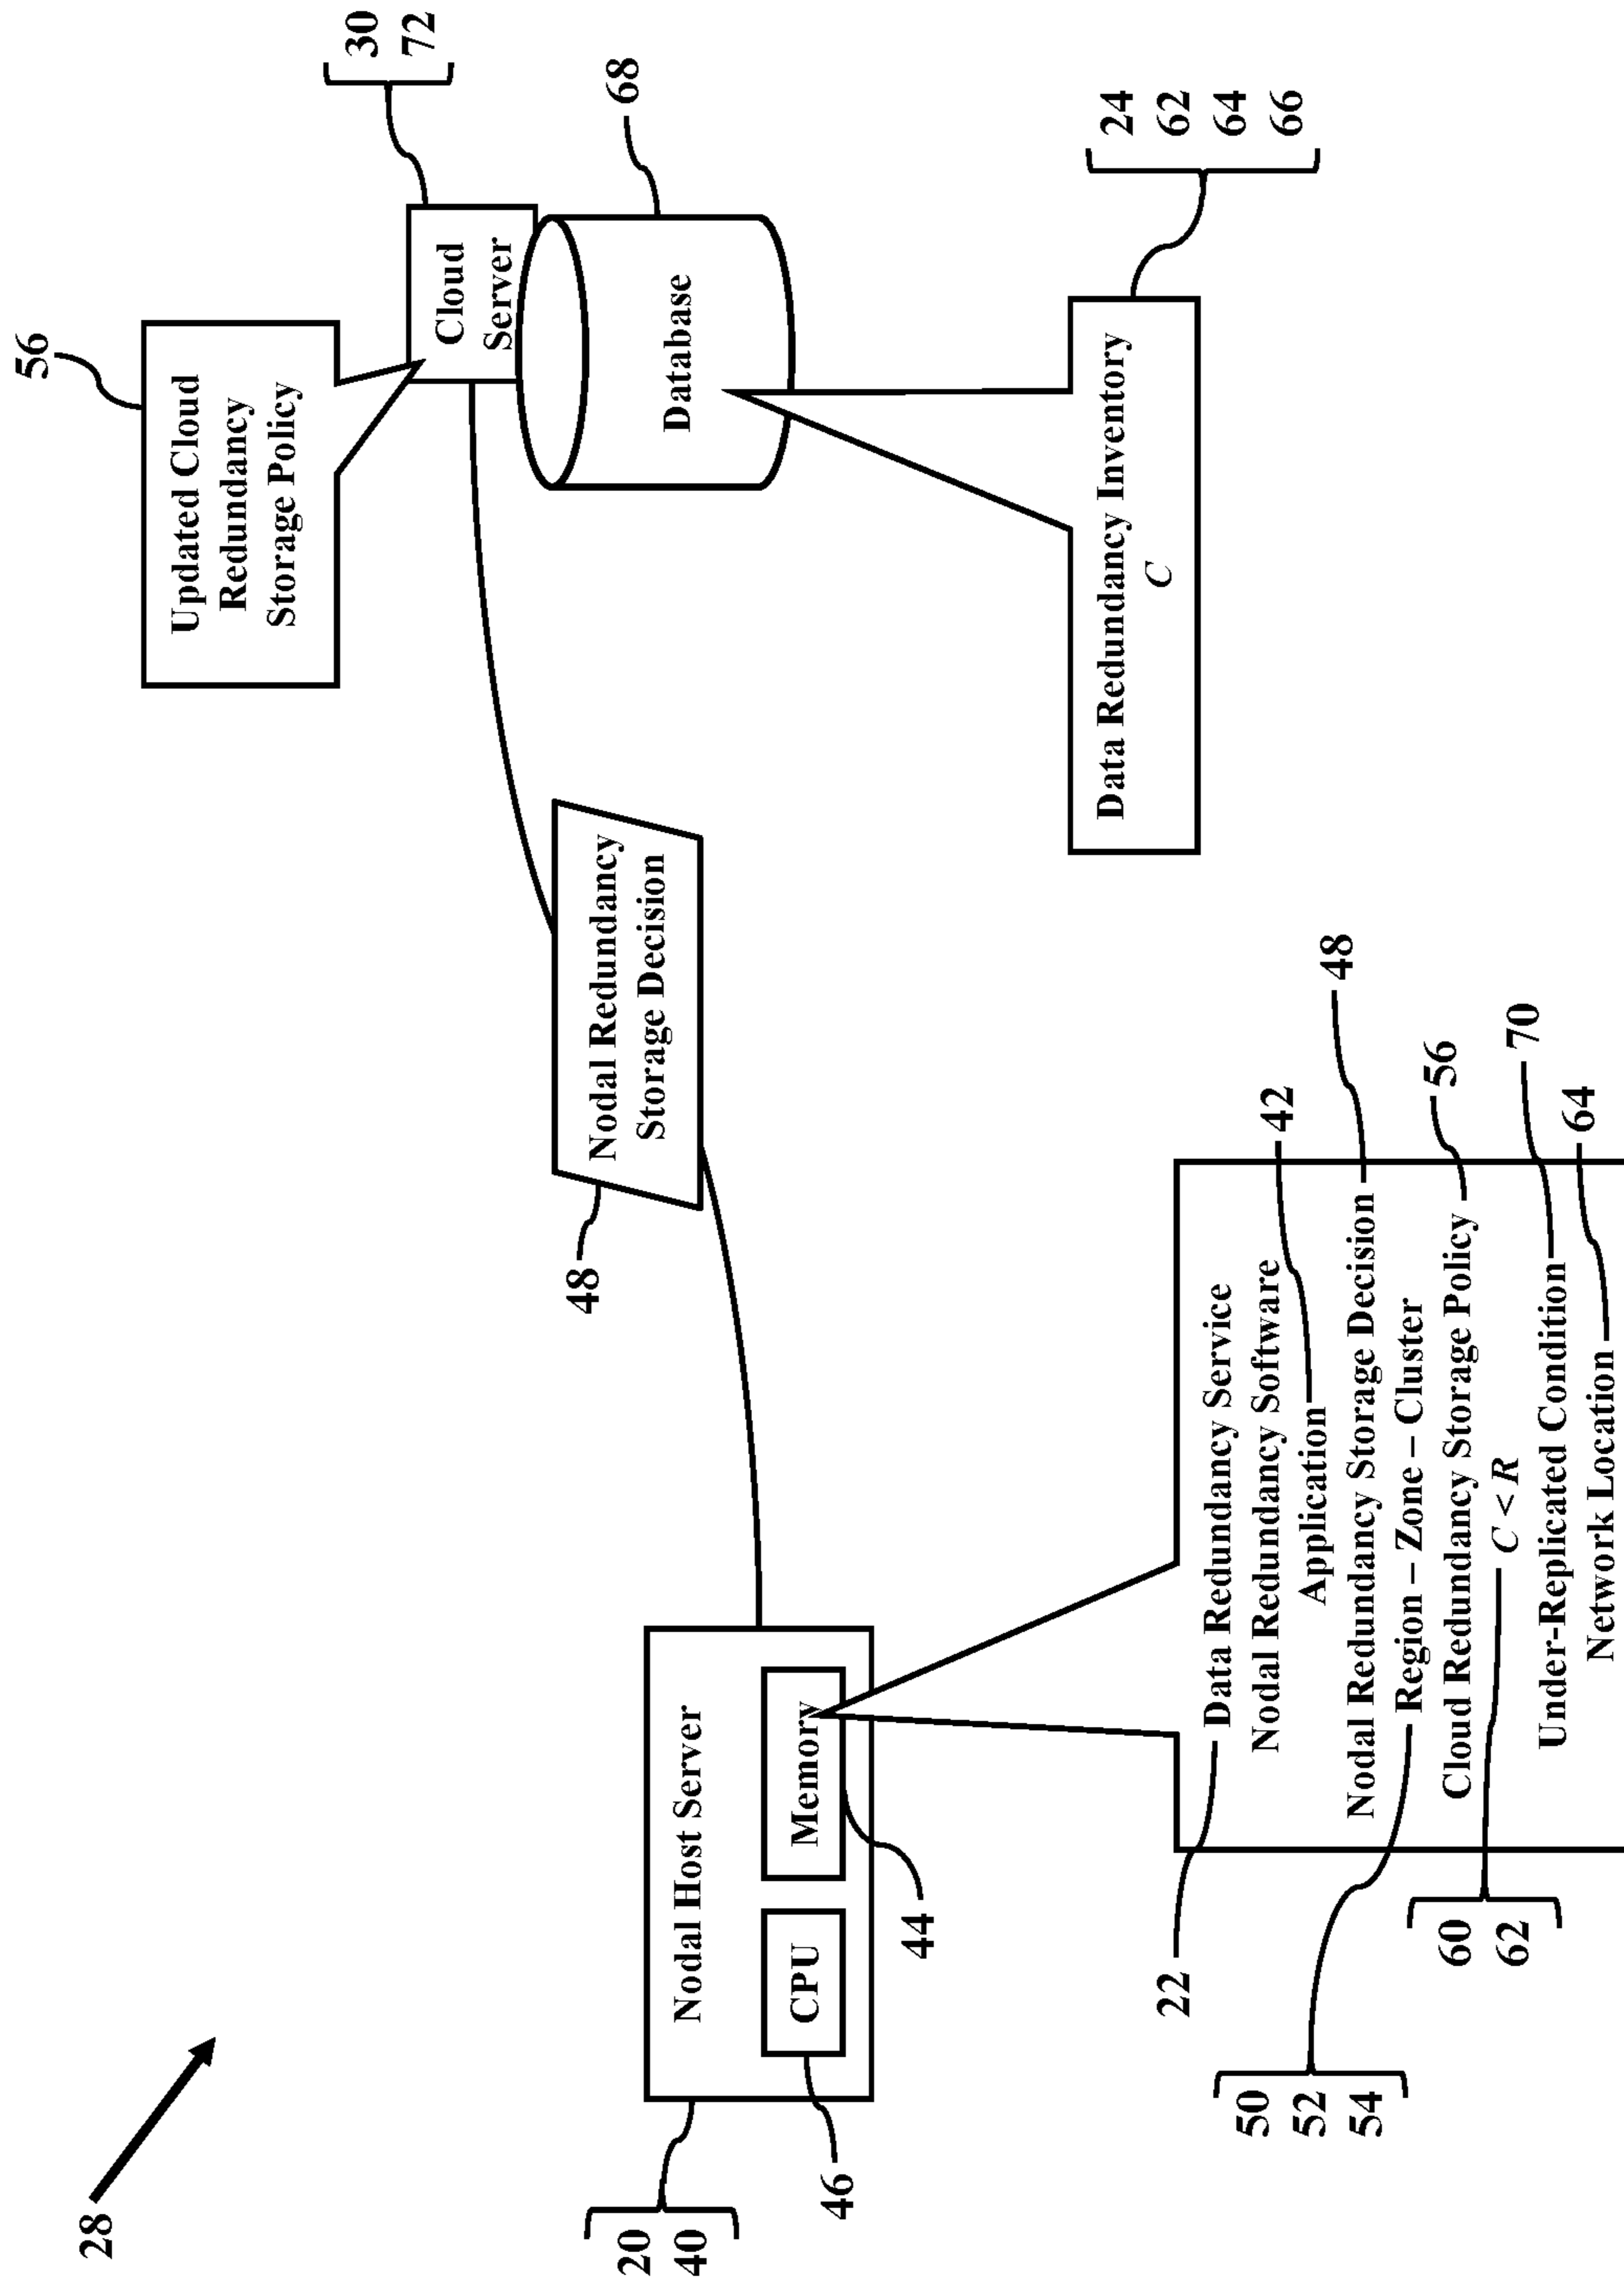 28
56
Updated Cloud
Redundancy
Storage Policy
30
72
Cloud
Server
68
Database
24
62
64
66
Data Redundancy Inventory
C
48
Nodal Redundancy
Storage Decision
20
40
Nodal Host Server
CPU
Memory
46
44
22
Data Redundancy Service
Nodal Redundancy Software
Application
42
Nodal Redundancy Storage Decision
48
50
52
54
Region – Zone – Cluster
Cloud Redundancy Storage Policy
56
60
62
C < R
Under-Replicated Condition
70
Network Location
64